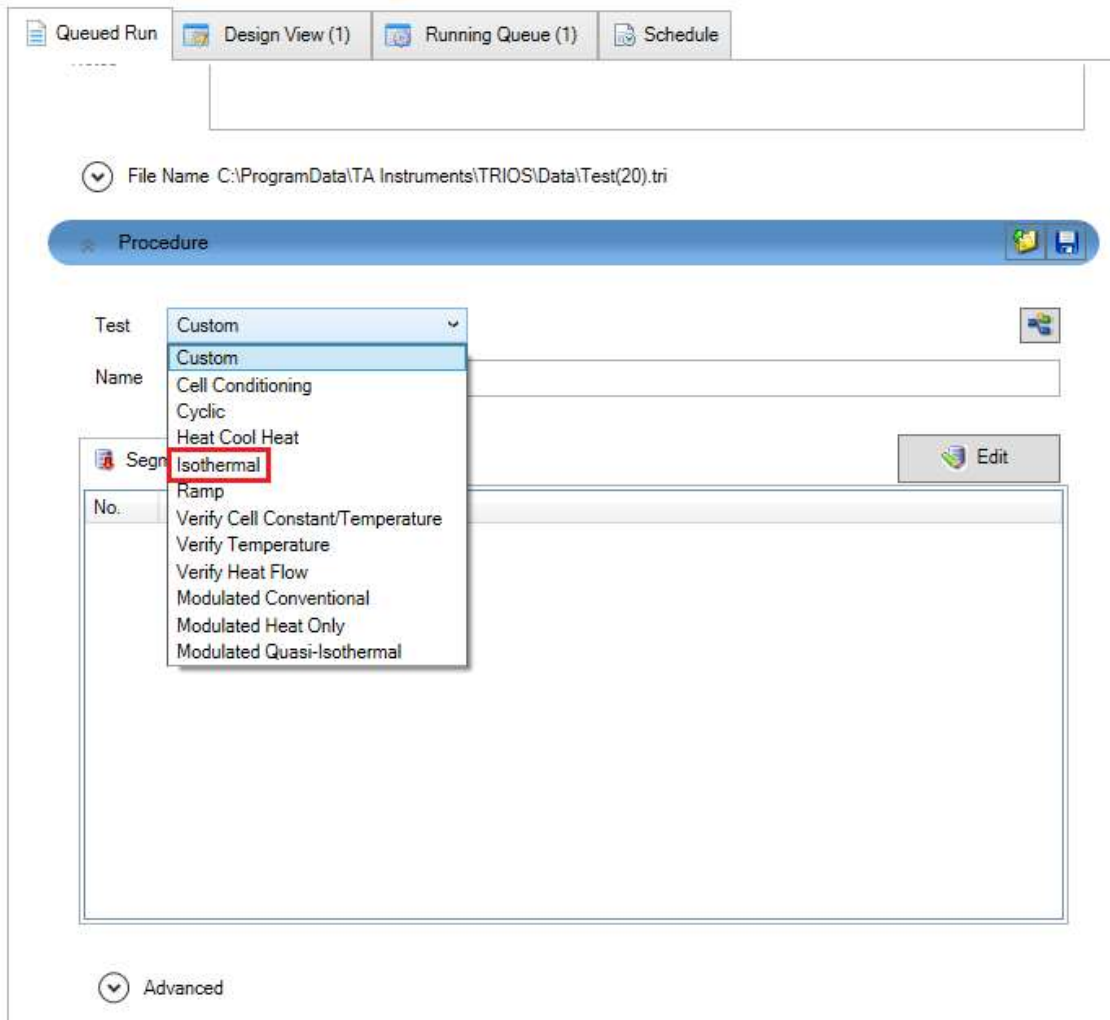 Queued Run Design View (1) Running Queue (1) Schedule
File Name C:\ProgramData\TA Instruments\TRIOS\Data\Test(20).tri
Procedure
Test Custom
Custom
Name
Cell Conditioning
Cyclic
Heat Cool Heat
Segm
Isothermal
Edit
Ramp
No.
Verify Cell Constant/Temperature
Verify Temperature
Verify Heat Flow
Modulated Conventional
Modulated Heat Only
Modulated Quasi-Isothermal
Advanced